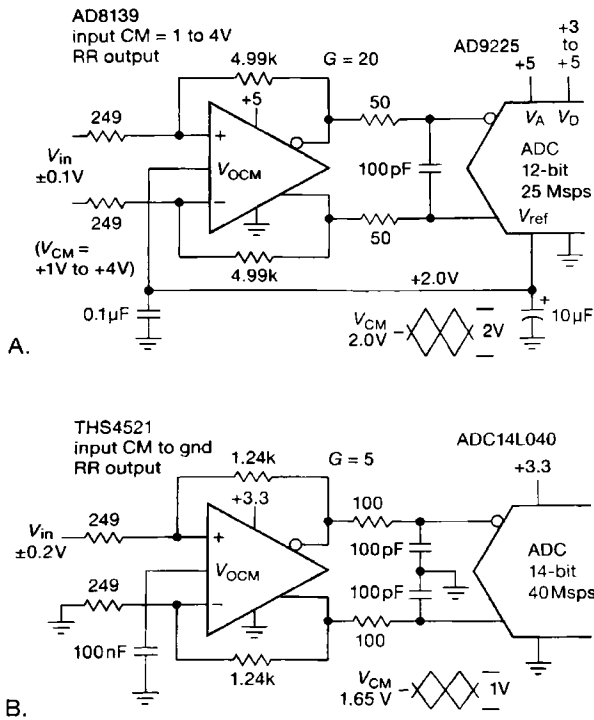 AD8139
input CM = 1 to 4V
RR output
4.99k
G = 20
AD9225
+3
to
+5
+5
+5
249
50
V_A
V_D
+
V_in
±0.1V
V_OCM
100pF
ADC
12-bit
25 Msps
−
249
50
V_ref
(V_CM =
+1V to +4V)
4.99k
+2.0V
0.1µF
V_CM
2.0V
2V
+
10µF
A.
THS4521
input CM to gnd
RR output
1.24k
G = 5
ADC14L040
+3.3
+3.3
249
100
V_in
±0.2V
+
100pF
V_OCM
ADC
14-bit
40Msps
249
−
100pF
100
100nF
1.24k
V_CM
1.65 V
1V
B.